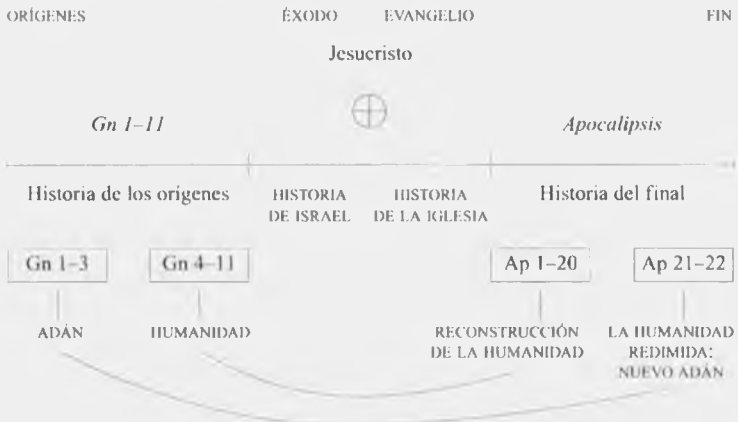 ORÍGENES ÉXODO EVANGELIO FIN
Jesucristo
Gn 1–11 Apocalipsis
Historia de los orígenes HISTORIA HISTORIA Historia del final
DE ISRAEL DE LA IGLESIA
Gn 1–3 Gn 4–11 Ap 1–20 Ap 21–22
ADÁN HUMANIDAD RECONSTRUCCIÓN LA HUMANIDAD
DE LA HUMANIDAD REDIMIDA:
NUEVO ADÁN